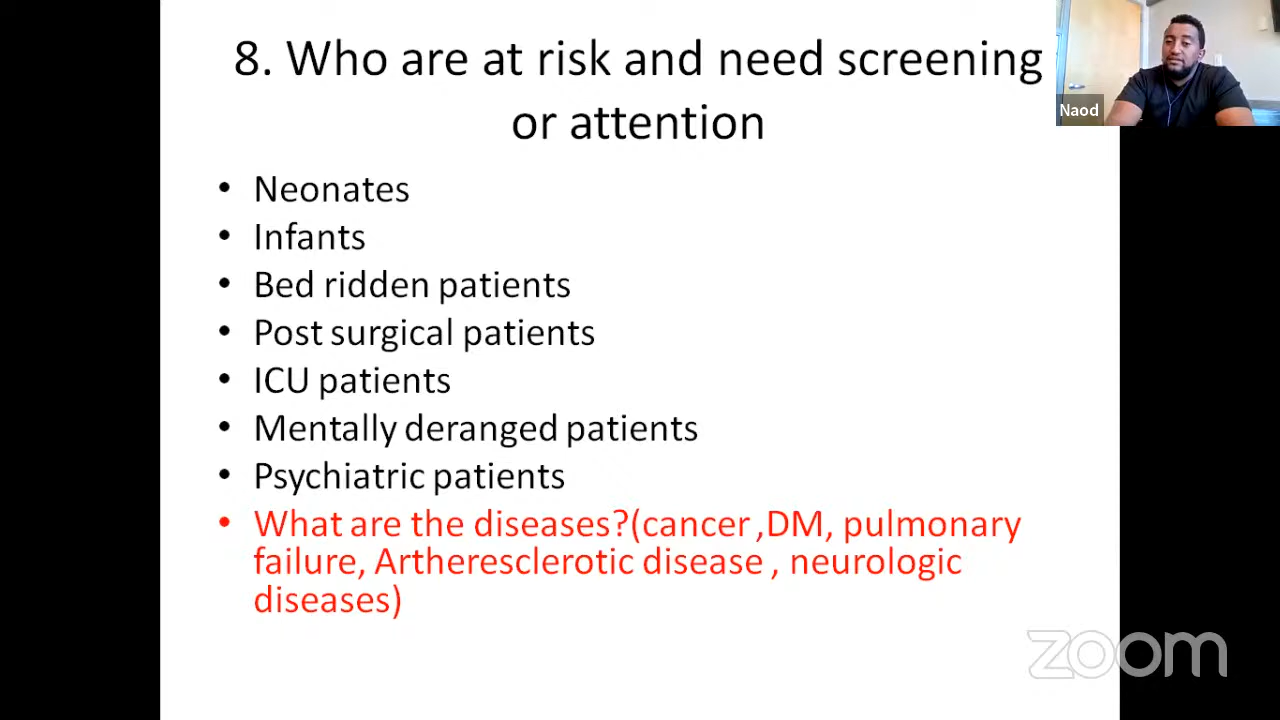 8. Who are at risk and need screening
or attention
Naod
• Neonates
• Infants
• Bed ridden patients
• Post surgical patients
• ICU patients
• Mentally deranged patients
• Psychiatric patients
• What are the diseases?(cancer ,DM, pulmonary
failure, Artheresclerotic disease , neurologic
diseases)
zoom